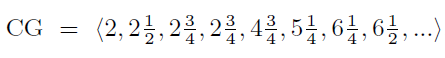 CG = ⟨2, 2½, 2¾, 2¾, 4¾, 5¼, 6¼, 6½, ...⟩